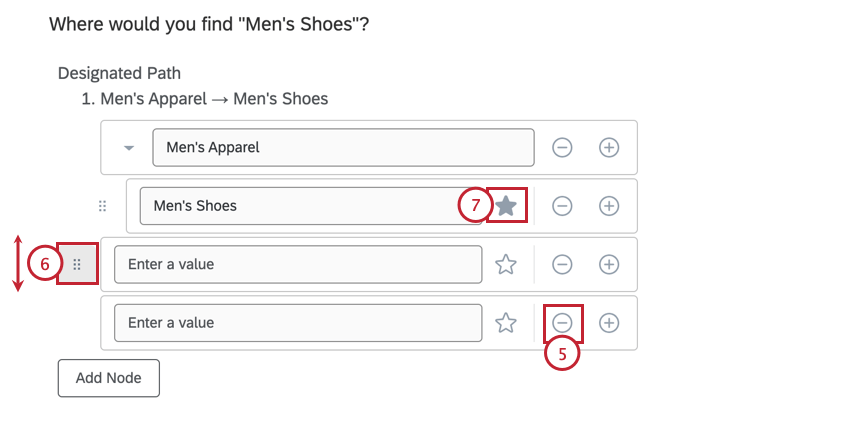 Where would you find "Men's Shoes"?
Designated Path
1. Men's Apparel → Men's Shoes
Men's Apparel
Men's Shoes
7
6
Enter a value
Enter a value
5
Add Node